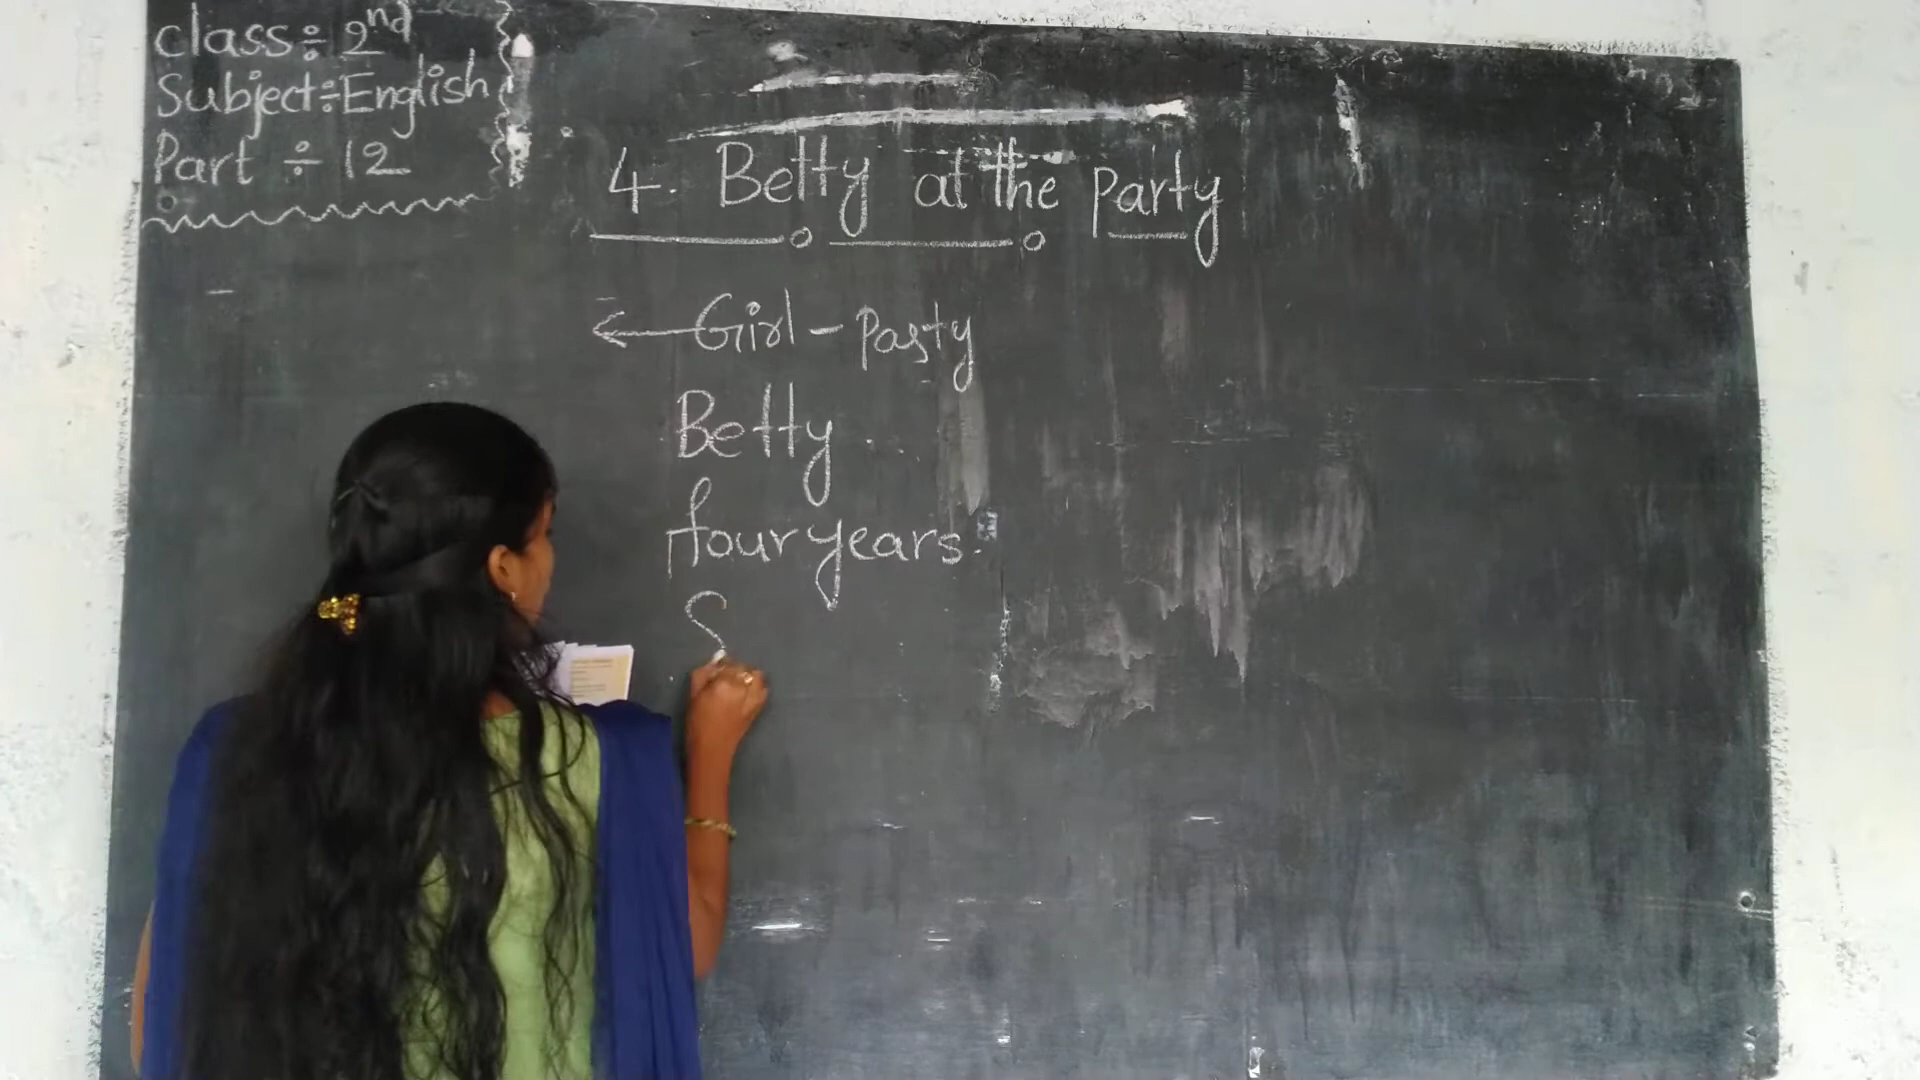 class÷ 2nd
Subject÷English
Part ÷ 12
4. Betty at the party
←Girl - Party
Betty
four years.
S